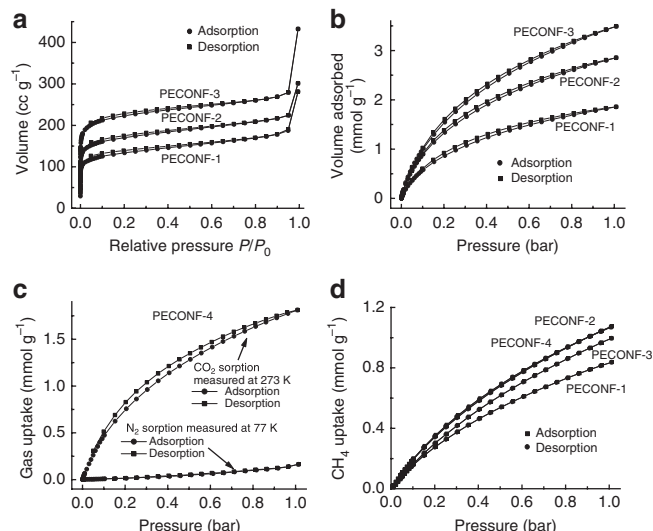 a
Adsorption
Desorption
Volume (cc g⁻¹)
400
300
200
100
0
PECONF-3
PECONF-2
PECONF-1
0.0 0.2 0.4 0.6 0.8 1.0
Relative pressure P/P₀
b
Volume adsorbed
(mmol g⁻¹)
3
2
1
0
PECONF-3
PECONF-2
PECONF-1
Adsorption
Desorption
0.0 0.2 0.4 0.6 0.8 1.0
Pressure (bar)
c
Gas uptake (mmol g⁻¹)
1.5
1.0
0.5
0.0
PECONF-4
CO₂ sorption
measured at 273 K
Adsorption
Desorption
N₂ sorption measured at 77 K
Adsorption
Desorption
0.0 0.2 0.4 0.6 0.8 1.0
Pressure (bar)
d
CH₄ uptake (mmol g⁻¹)
1.2
0.8
0.4
0.0
PECONF-2
PECONF-4
PECONF-3
PECONF-1
Adsorption
Desorption
0.0 0.2 0.4 0.6 0.8 1.0
Pressure (bar)